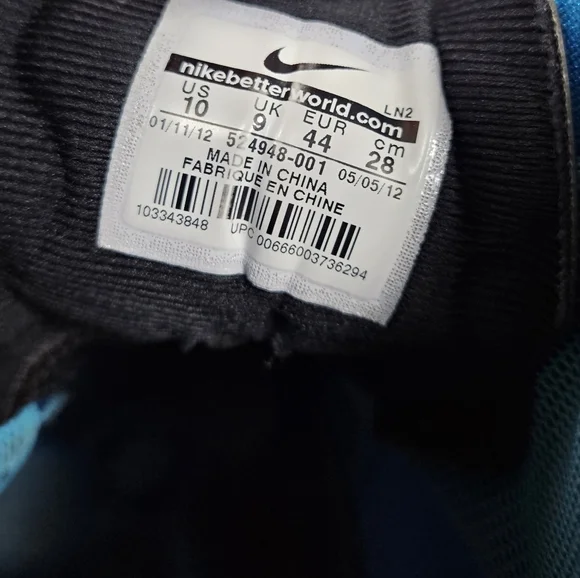 nikebetterworld.com
LN2
US UK EUR cm
10 9 44 28
01/11/12 524948-001 05/05/12
MADE IN CHINA
FABRIQUE EN CHINE
103343848 UPC 00666003736294